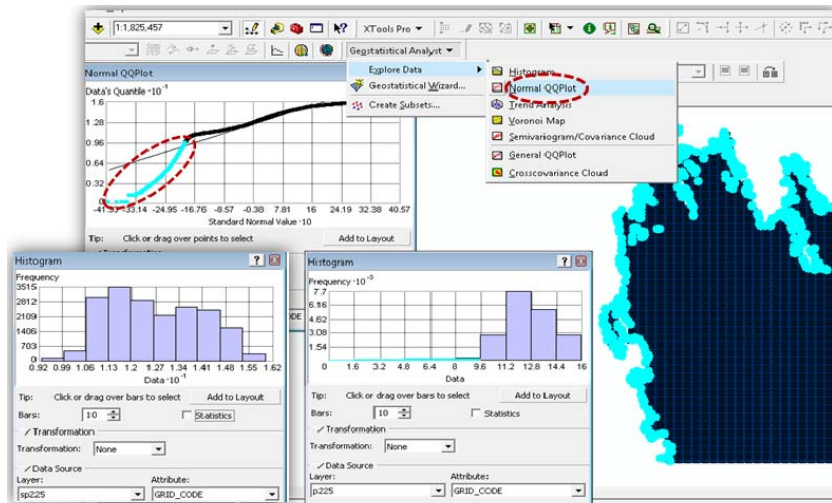 1:1,825,457
XTools Pro
Geostatistical Analyst
Explore Data
Geostatistical Wizard...
Create Subsets...
Histogram
Normal QQPlot
Trend Analysis
Voronoi Map
Semivariogram/Covariance Cloud
General QQPlot
Crosscovariance Cloud
Normal QQPlot
Data's Quantile ·10⁻¹
1.6
1.28
0.96
0.64
0.32
0
-41.33 -33.14 -24.95 -16.76 -8.57 -0.38 7.81 16 24.19 32.38 40.57
Standard Normal Value ·10
Tip: Click or drag over points to select Add to Layout
Histogram
Frequency
3515
2812
2109
1406
703
0
0.92 0.99 1.06 1.13 1.2 1.27 1.34 1.41 1.48 1.55 1.62
Data ·10⁻¹
Tip: Click or drag over bars to select Add to Layout
Bars: 10 Statistics
Transformation
Transformation: None
Data Source
Layer: Attribute:
sp225 GRID_CODE
Histogram
Frequency ·10⁻³
7.7
6.16
4.62
3.08
1.54
0 1.6 3.2 4.8 6.4 8 9.6 11.2 12.8 14.4 16
Data
Tip: Click or drag over bars to select Add to Layout
Bars: 10 Statistics
Transformation
Transformation: None
Data Source
Layer: Attribute:
p225 GRID_CODE
CODE